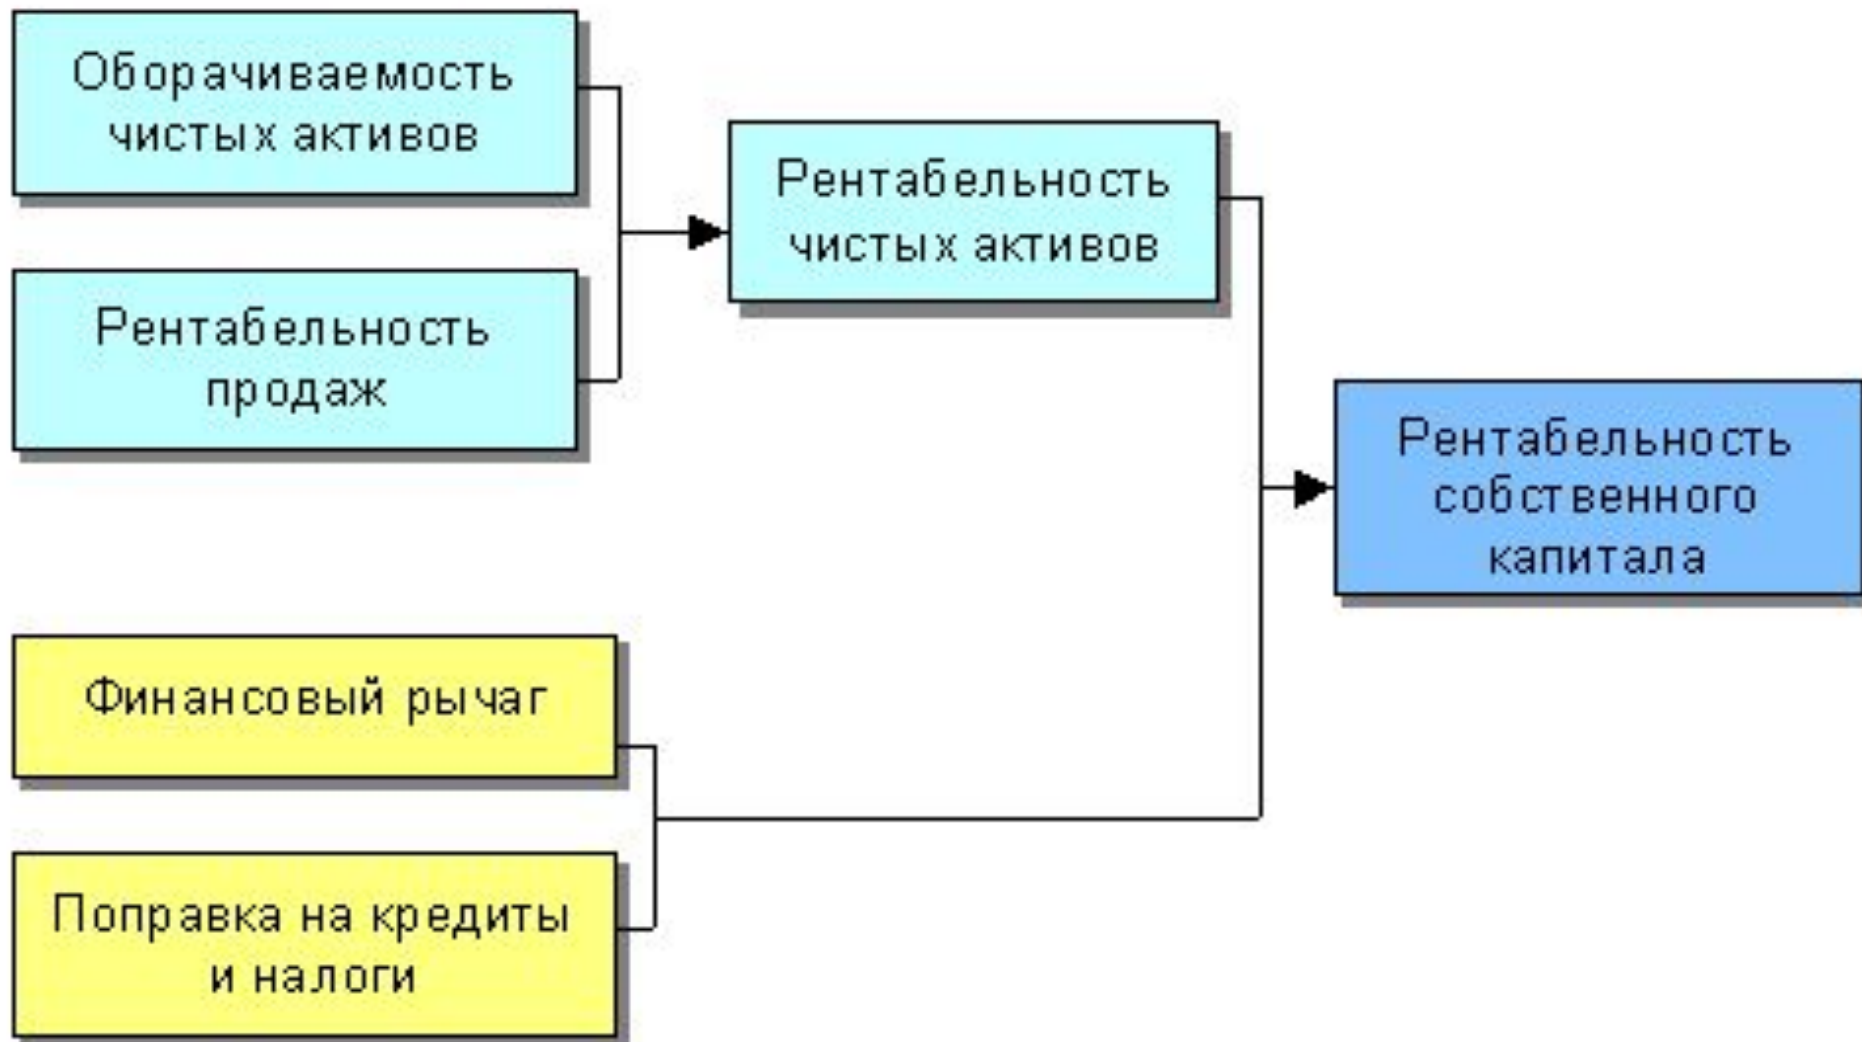 Оборачиваемость
чистых активов
Рентабельность
продаж
Рентабельность
чистых активов
Рентабельность
собственного
капитала
Финансовый рычаг
Поправка на кредиты
и налоги